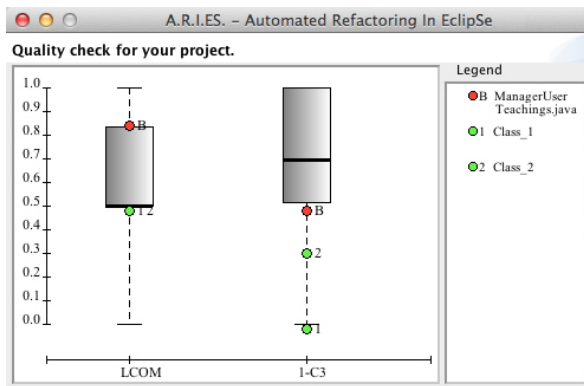 A.R.I.ES. - Automated Refactoring In EclipSe
Quality check for your project.
Legend
1.0
0.9
0.8
0.7
0.6
0.5
0.4
0.3
0.2
0.1
0.0
B
1 2
B
2
1
LCOM
1-C3
B ManagerUser
Teachings.java
1 Class_1
2 Class_2